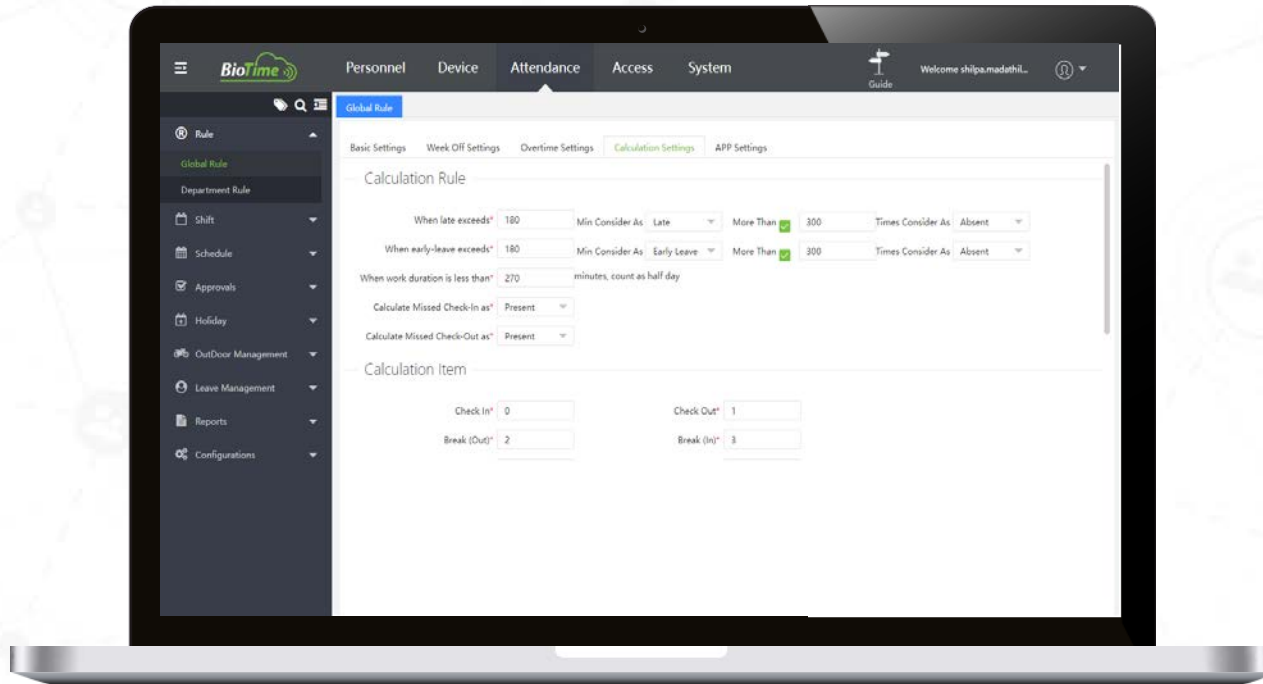 BioTime
Personnel Device Attendance Access System
Guide
Welcome shilpa.madathil...
Global Rule
Rule
Global Rule
Department Rule
Shift
Schedule
Approvals
Holiday
OutDoor Management
Leave Management
Reports
Configurations
Basic Settings Week Off Settings Overtime Settings Calculation Settings APP Settings
Calculation Rule
When late exceeds* 180 Min Consider As Late More Than 300 Times Consider As Absent
When early-leave exceeds* 180 Min Consider As Early Leave More Than 300 Times Consider As Absent
When work duration is less than* 270 minutes, count as half day
Calculate Missed Check-In as* Present
Calculate Missed Check-Out as* Present
Calculation Item
Check In* 0 Check Out* 1
Break (Out)* 2 Break (In)* 3